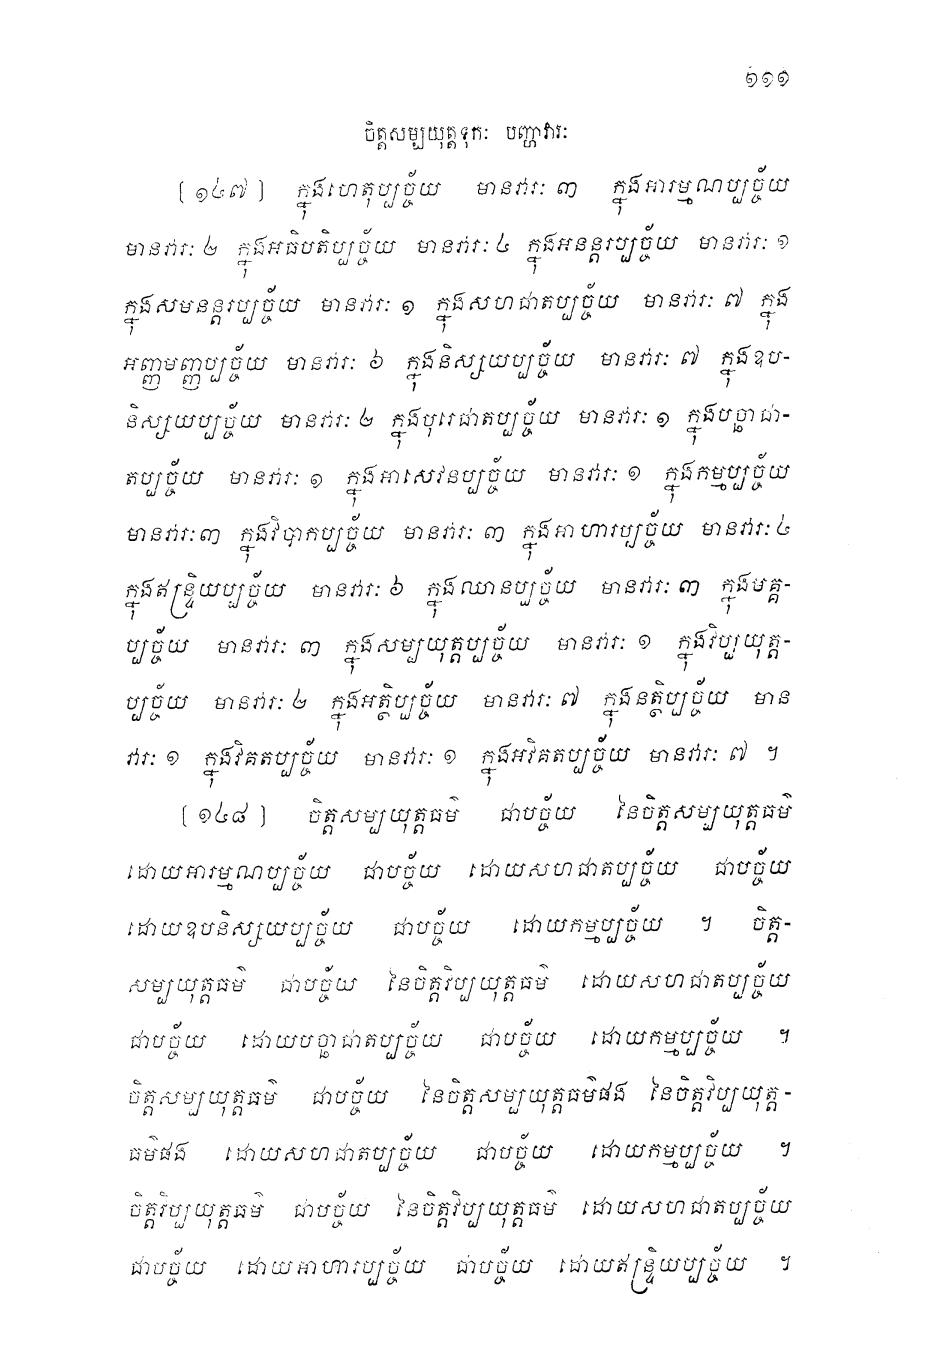 ១១១
ចិត្តសម្បយុត្តទុកៈ បញ្ហាវារៈ
[ ១៤៧ ] ក្នុងហេតុប្បច្ច័យ មានវារៈ ៣ ក្នុងអារម្មណប្បច្ច័យ
មានវារៈ ២ ក្នុងអធិបតិប្បច្ច័យ មានវារៈ ៤ ក្នុងអនន្តរប្បច្ច័យ មានវារៈ ១
ក្នុងសមនន្តរប្បច្ច័យ មានវារៈ ១ ក្នុងសហជាតប្បច្ច័យ មានវារៈ ៧ ក្នុង
អញ្ញមញ្ញប្បច្ច័យ មានវារៈ ៦ ក្នុងនិស្សយប្បច្ច័យ មានវារៈ ៧ ក្នុងឧប-
និស្សយប្បច្ច័យ មានវារៈ ២ ក្នុងបុរេជាតប្បច្ច័យ មានវារៈ ១ ក្នុងបច្ឆាជា-
តប្បច្ច័យ មានវារៈ ១ ក្នុងអាសេវនប្បច្ច័យ មានវារៈ ១ ក្នុងកម្មប្បច្ច័យ
មានវារៈ ៣ ក្នុងវិបាកប្បច្ច័យ មានវារៈ ៣ ក្នុងអាហារប្បច្ច័យ មានវារៈ ៤
ក្នុងឥន្ទ្រិយប្បច្ច័យ មានវារៈ ៦ ក្នុងឈានប្បច្ច័យ មានវារៈ ៣ ក្នុងមគ្គ-
ប្បច្ច័យ មានវារៈ ៣ ក្នុងសម្បយុត្តប្បច្ច័យ មានវារៈ ១ ក្នុងវិប្បយុត្ត-
ប្បច្ច័យ មានវារៈ ២ ក្នុងអត្ថិប្បច្ច័យ មានវារៈ ៧ ក្នុងនត្ថិប្បច្ច័យ មាន
វារៈ ១ ក្នុងវិគតប្បច្ច័យ មានវារៈ ១ ក្នុងអវិគតប្បច្ច័យ មានវារៈ ៧ ។
[ ១៤៨ ] ចិត្តសម្បយុត្តធម៌ ជាបច្ច័យ នៃចិត្តសម្បយុត្តធម៌
ដោយអារម្មណប្បច្ច័យ ជាបច្ច័យ ដោយសហជាតប្បច្ច័យ ជាបច្ច័យ
ដោយឧបនិស្សយប្បច្ច័យ ជាបច្ច័យ ដោយកម្មប្បច្ច័យ ។ ចិត្ត-
សម្បយុត្តធម៌ ជាបច្ច័យ នៃចិត្តវិប្បយុត្តធម៌ ដោយសហជាតប្បច្ច័យ
ជាបច្ច័យ ដោយបច្ឆាជាតប្បច្ច័យ ជាបច្ច័យ ដោយកម្មប្បច្ច័យ ។
ចិត្តសម្បយុត្តធម៌ ជាបច្ច័យ នៃចិត្តសម្បយុត្តធម៌ផង នៃចិត្តវិប្បយុត្ត-
ធម៌ផង ដោយសហជាតប្បច្ច័យ ជាបច្ច័យ ដោយកម្មប្បច្ច័យ ។
ចិត្តវិប្បយុត្តធម៌ ជាបច្ច័យ នៃចិត្តវិប្បយុត្តធម៌ ដោយសហជាតប្បច្ច័យ
ជាបច្ច័យ ដោយអាហារប្បច្ច័យ ជាបច្ច័យ ដោយឥន្ទ្រិយប្បច្ច័យ ។